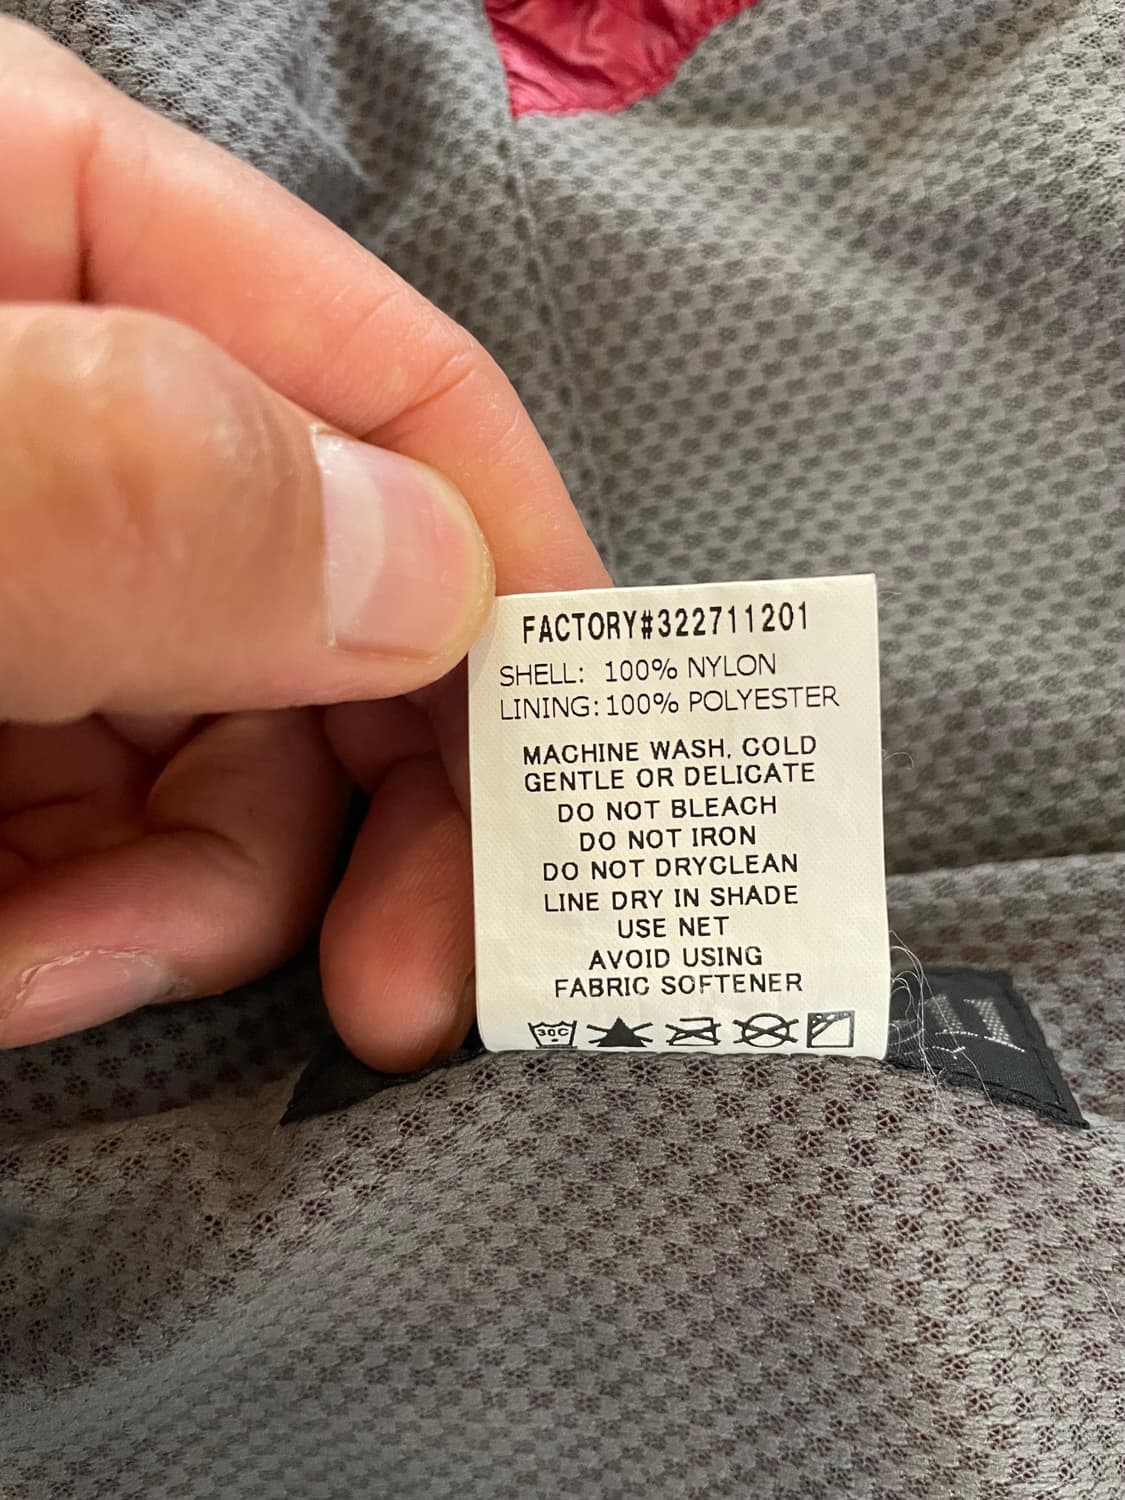 FACTORY#322711201
SHELL: 100% NYLON
LINING: 100% POLYESTER
MACHINE WASH, COLD
GENTLE OR DELICATE
DO NOT BLEACH
DO NOT IRON
DO NOT DRYCLEAN
LINE DRY IN SHADE
USE NET
AVOID USING
FABRIC SOFTENER
30C